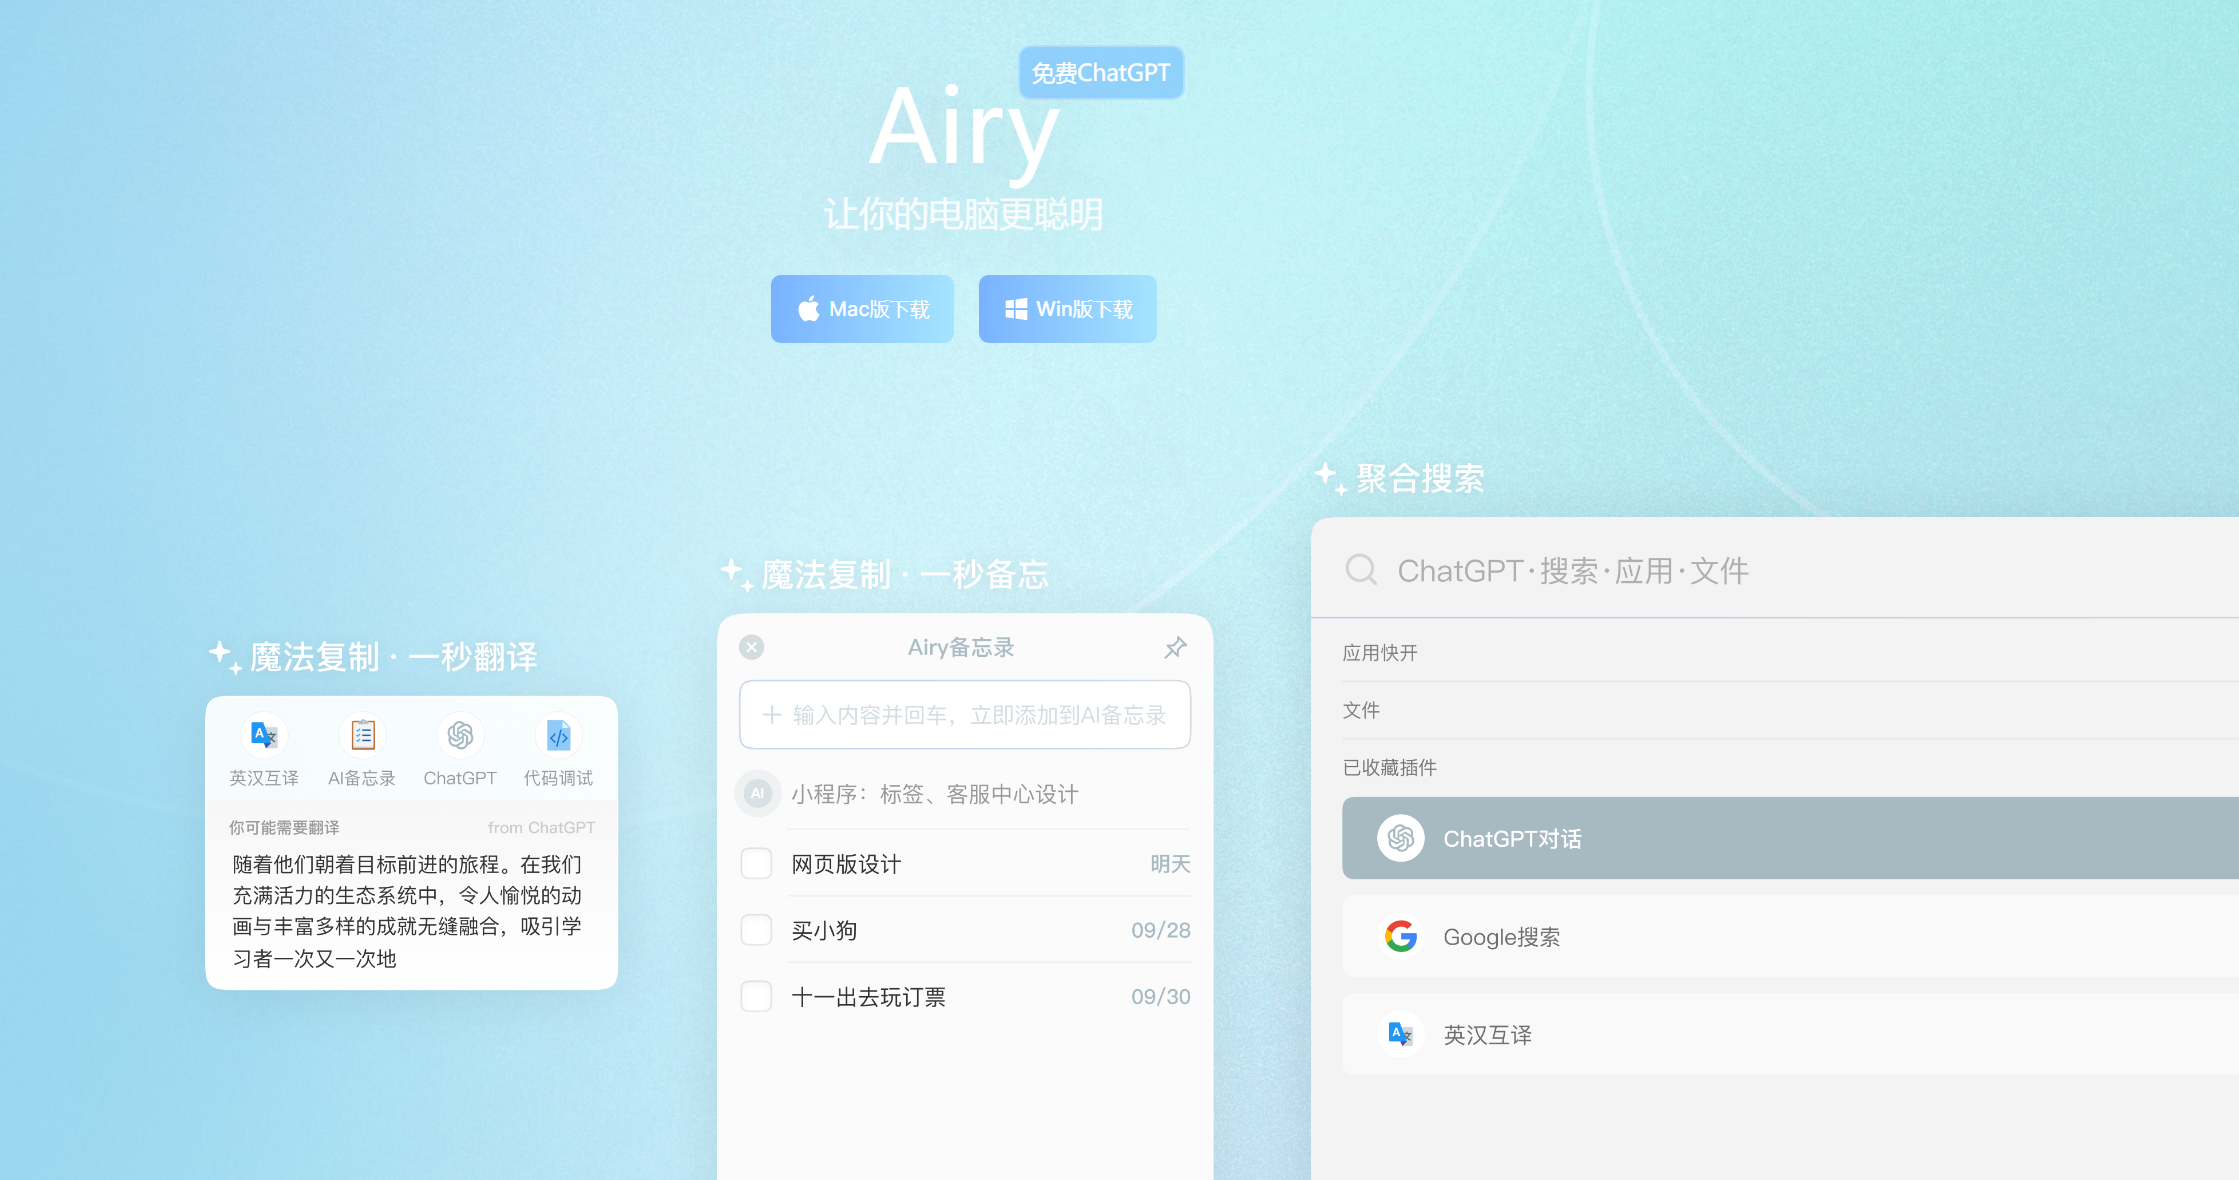 免费ChatGPT
Airy
让你的电脑更聪明
Mac版下载
Win版下载
魔法复制 · 一秒翻译
英汉互译
AI备忘录
ChatGPT
代码调试
你可能需要翻译
from ChatGPT
随着他们朝着目标前进的旅程。在我们
充满活力的生态系统中，令人愉悦的动
画与丰富多样的成就无缝融合，吸引学
习者一次又一次地
魔法复制 · 一秒备忘
Airy备忘录
输入内容并回车，立即添加到AI备忘录
AI
小程序：标签、客服中心设计
网页版设计
明天
买小狗
09/28
十一出去玩订票
09/30
聚合搜索
ChatGPT·搜索·应用·文件
应用快开
文件
已收藏插件
ChatGPT对话
Google搜索
英汉互译